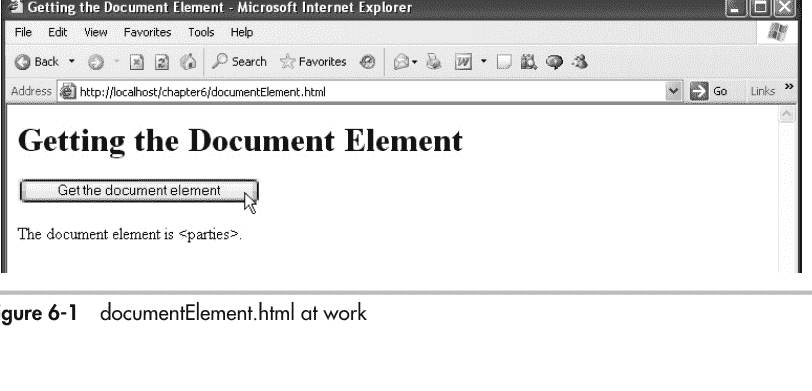 Getting the Document Element - Microsoft Internet Explorer
File Edit View Favorites Tools Help
Back Search Favorites
Address http://localhost/chapter6/documentElement.html Go Links »
Getting the Document Element
Get the document element
The document element is <parties>.
igure 6-1 documentElement.html at work